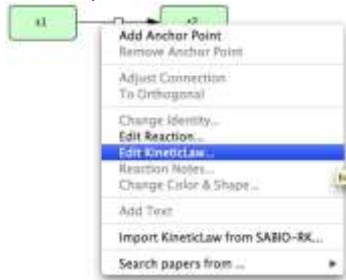 s1
s2
Add Anchor Point
Remove Anchor Point
Adjust Connection
To Orthogonal
Change Identity...
Edit Reaction...
Edit KineticLaw...
Reaction Notes...
Change Color & Shape...
Add Text
Import KineticLaw from SABIO-RK...
Search papers from ...